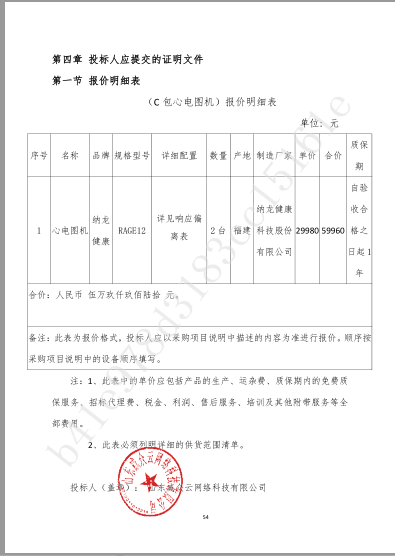 第四章 投标人应提交的证明文件
第一节 报价明细表
（C 包心电图机）报价明细表
单位：元
序号 名称 品牌 规格型号 详细配置 数量 产地 制造厂家 单价 合价 质保期
1 心电图机 纳龙健康 RAGE12 详见响应偏离表 2 台 福建 纳龙健康科技股份有限公司 29980 59960 自验收合格之日起 1 年
合价：人民币 伍万玖仟玖佰陆拾 元。
备注：此表为报价格式。投标人应以采购项目说明中描述的内容为准进行报价。顺序按
采购项目说明中的设备顺序填写。
注：1、此表中的单价应包括产品的生产、运杂费、质保期内的免费质
保服务、招标代理费、税金、利润、售后服务、培训及其他附带服务等全
部费用。
2、此表必须列明详细的供货范围清单。
投标人（盖章）：山东成众云网络科技有限公司
54